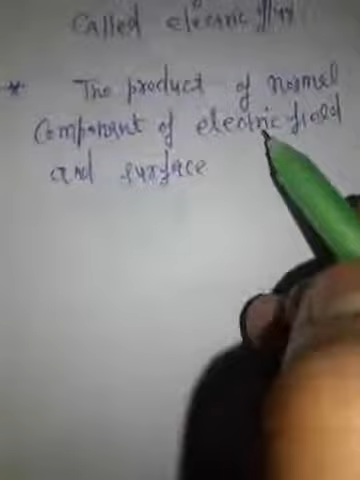 Called electric flux
* The product of normal
Component of electric field
and surface